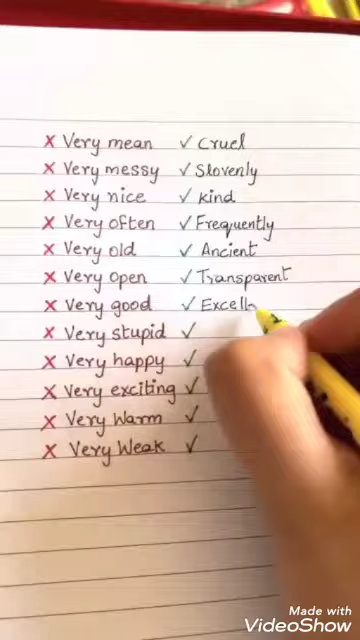 x Very mean ✓ Cruel
x Very messy ✓ Slovenly
x Very nice ✓ kind
x Very often ✓ Frequently
x Very old ✓ Ancient
x Very open ✓ Transparent
x Very good ✓ Excell
x Very stupid ✓
x Very happy ✓
x Very exciting ✓
x Very Warm ✓
x Very Weak ✓
Made with
VideoShow